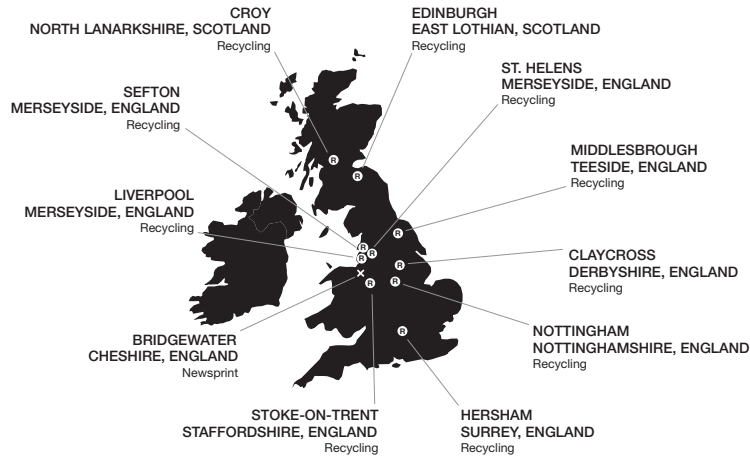 CROY
NORTH LANARKSHIRE, SCOTLAND
Recycling
EDINBURGH
EAST LOTHIAN, SCOTLAND
Recycling
ST. HELENS
MERSEYSIDE, ENGLAND
Recycling
SEFTON
MERSEYSIDE, ENGLAND
Recycling
MIDDLESBROUGH
TEESIDE, ENGLAND
Recycling
LIVERPOOL
MERSEYSIDE, ENGLAND
Recycling
CLAYCROSS
DERBYSHIRE, ENGLAND
Recycling
BRIDGEWATER
CHESHIRE, ENGLAND
Newsprint
NOTTINGHAM
NOTTINGHAMSHIRE, ENGLAND
Recycling
STOKE-ON-TRENT
STAFFORDSHIRE, ENGLAND
Recycling
HERSHAM
SURREY, ENGLAND
Recycling
R
R
R
R
R
R
R
R
R
R